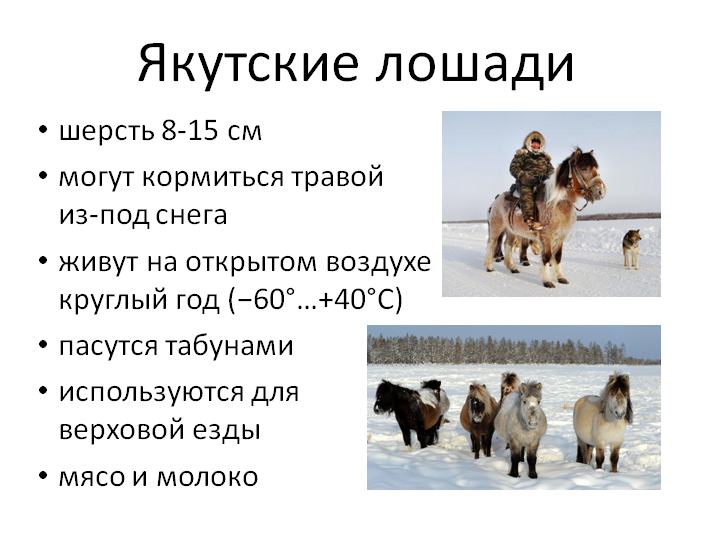 Якутские лошади
• шерсть 8-15 см
• могут кормиться травой
из-под снега
• живут на открытом воздухе
круглый год (−60°…+40°C)
• пасутся табунами
• используются для
верховой езды
• мясо и молоко